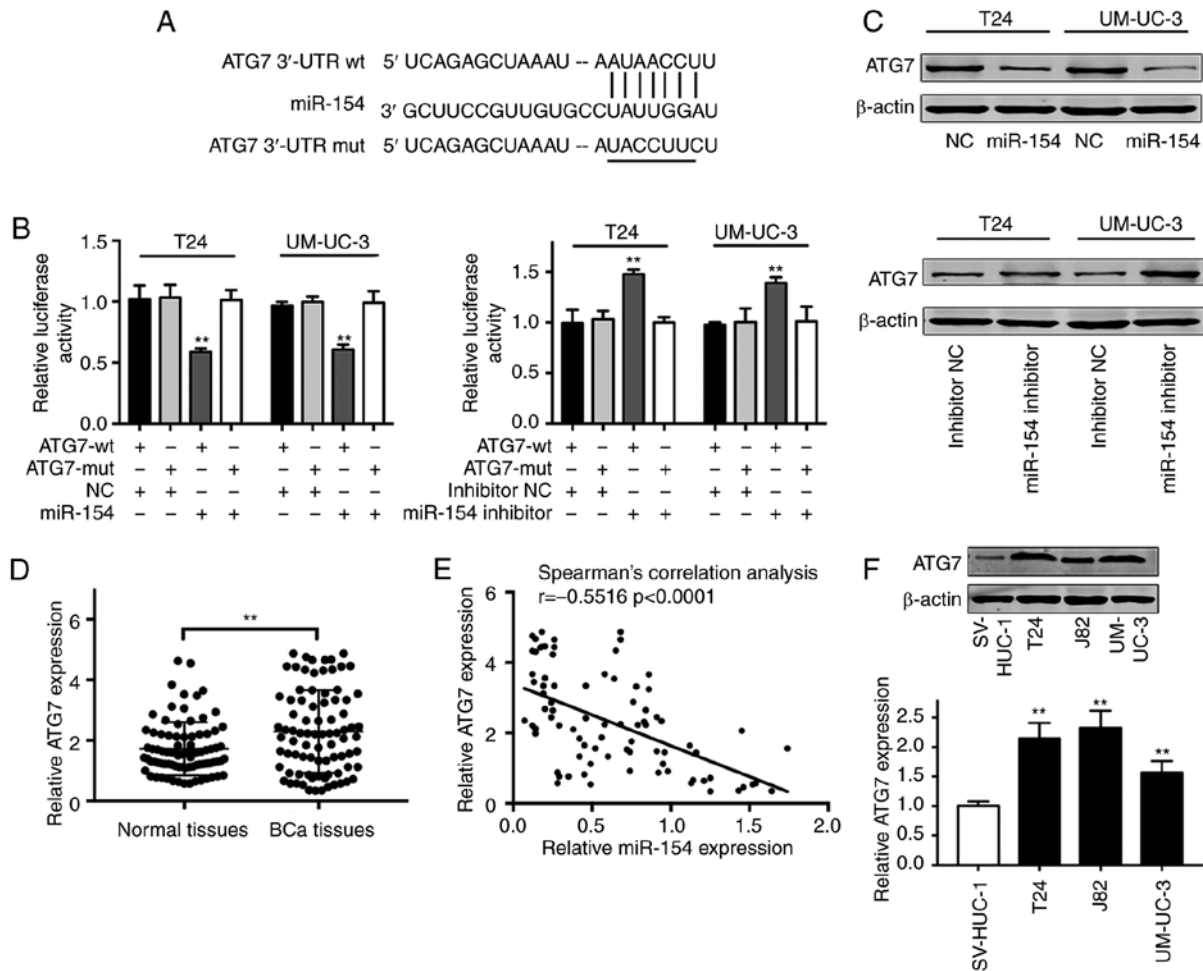 A
ATG7 3′-UTR wt 5′ UCAGAGCUAAAU -- AAUAACCUU
miR-154 3′ GCUUCCGUUGUGCCUAUUGGAU
ATG7 3′-UTR mut 5′ UCAGAGCUAAAU -- AUACCUUCU
B
T24 UM-UC-3
Relative luciferase activity
1.5
1.0
0.5
0.0
** **
ATG7-wt + – + – + – + –
ATG7-mut – + – + – + – +
NC + + – – + + – –
miR-154 – – + + – – + +
T24 UM-UC-3
Relative luciferase activity
2.0
1.5
1.0
0.5
0.0
** **
ATG7-wt + – + – + – + –
ATG7-mut – + – + – + – +
Inhibitor NC + + – – + + – –
miR-154 inhibitor – – + + – – + +
C
T24 UM-UC-3
ATG7
β-actin
NC miR-154 NC miR-154
T24 UM-UC-3
ATG7
β-actin
Inhibitor NC
miR-154 inhibitor
Inhibitor NC
miR-154 inhibitor
D
Relative ATG7 expression
6
4
2
0
**
Normal tissues BCa tissues
E
Spearman's correlation analysis
r=–0.5516 p<0.0001
Relative ATG7 expression
6
4
2
0
0.0 0.5 1.0 1.5 2.0
Relative miR-154 expression
F
ATG7
β-actin
SV-HUC-1
T24
J82
UM-UC-3
Relative ATG7 expression
2.5
2.0
1.5
1.0
0.5
0.0
** ** **
SV-HUC-1
T24
J82
UM-UC-3